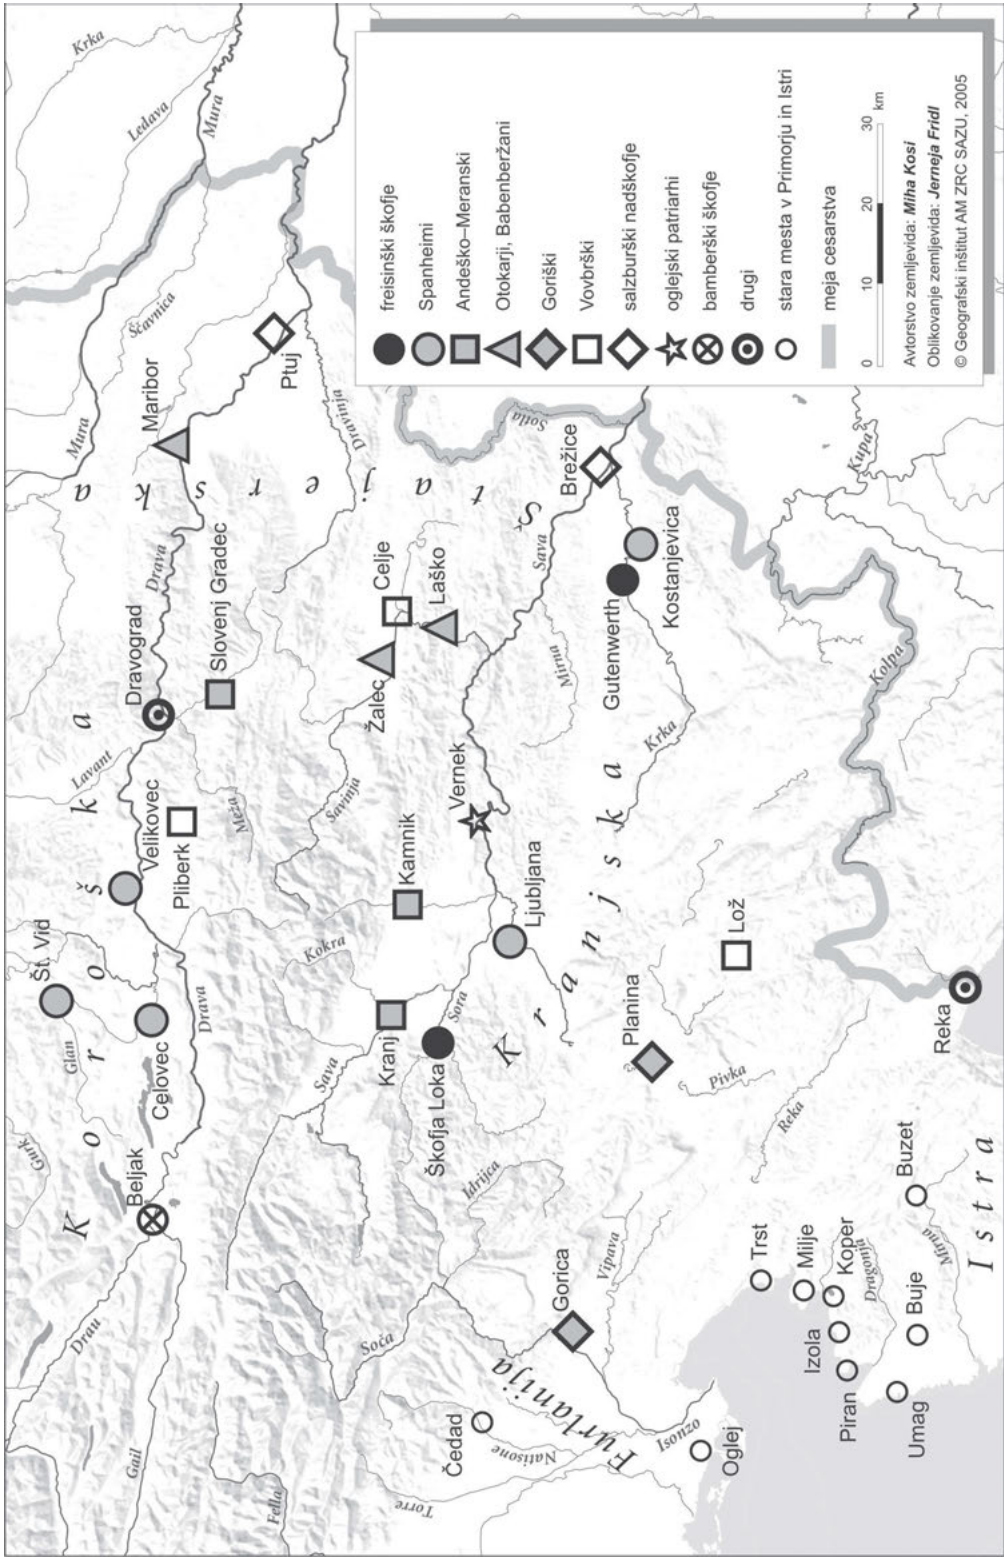 Krka
Ledava
Mura
Ščavnica
Mura
Maribor
Ptuj
Dravinja
Drava
Dravograd
Slovenj Gradec
Lavant
Velikovec
Pliberk
Meža
Št. Vid
Glan
Celovec
Drava
Gurk
Beljak
Drau
Gail
Fella
Koroška
Štajerska
Celje
Laško
Žalec
Savinja
Sotla
Brežice
Sava
Kostanjevica
Gutenwerth
Mirna
Krka
Vernek
Kamnik
Ljubljana
Kokra
Kranj
Sora
Škofja Loka
Sava
Kranjska
Lož
Planina
Pivka
Reka
Reka
Kolpa
Kupa
Idrijca
Vipava
Soča
Gorica
Furlanija
Čedad
Natisone
Torre
Isonzo
Oglej
Trst
Milje
Koper
Izola
Piran
Dragonja
Umag
Buje
Buzet
Mirna
Istra
freisinški škofje
Spanheimi
Andeško–Meranski
Otokarji, Babenberžani
Goriški
Vovbrški
salzburški nadškofje
oglejski patriarhi
bamberški škofje
drugi
stara mesta v Primorju in Istri
meja cesarstva
0 10 20 30 km
Avtorstvo zemljevida: Miha Kosi
Oblikovanje zemljevida: Jerneja Fridl
© Geografski inštitut AM ZRC SAZU, 2005